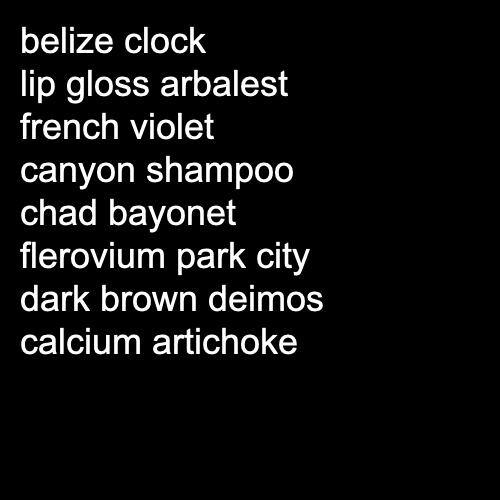 belize clock
lip gloss arbalest
french violet
canyon shampoo
chad bayonet
flerovium park city
dark brown deimos
calcium artichoke